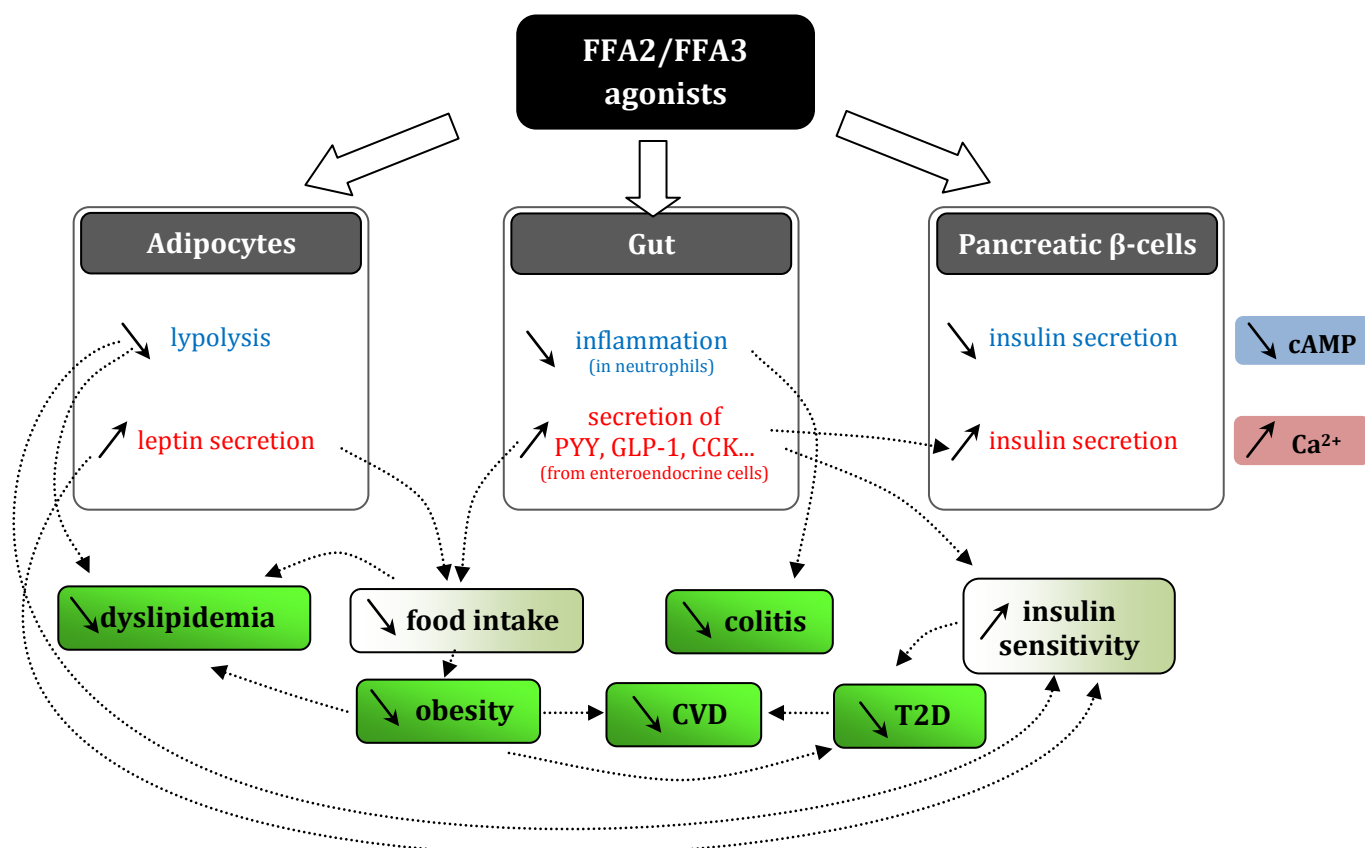 FFA2/FFA3
agonists
Adipocytes
lypolysis
leptin secretion
Gut
inflammation
(in neutrophils)
secretion of
PYY, GLP-1, CCK...
(from enteroendocrine cells)
Pancreatic β-cells
insulin secretion
insulin secretion
cAMP
Ca²⁺
dyslipidemia
food intake
colitis
insulin
sensitivity
obesity
CVD
T2D